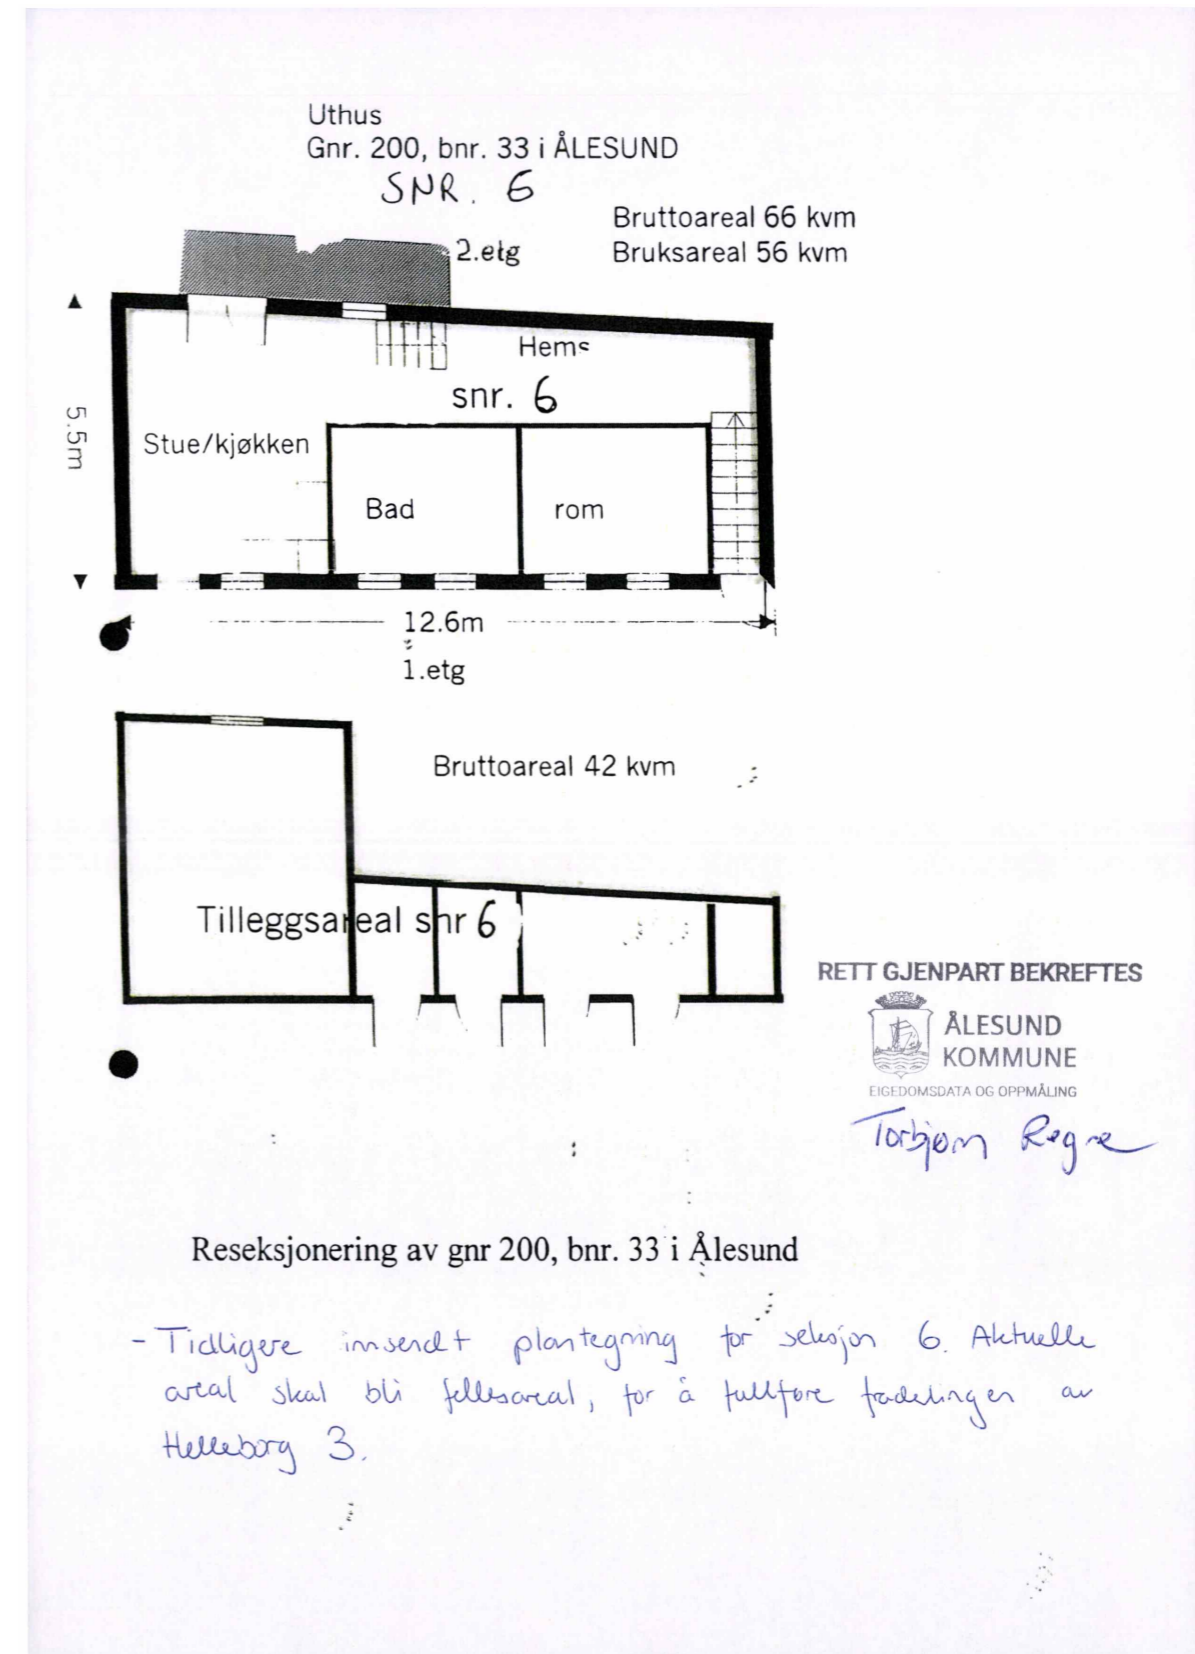 Uthus
Gnr. 200, bnr. 33 i ÅLESUND
SNR. 6
Bruttoareal 66 kvm
2.etg
Bruksareal 56 kvm
Hems
snr. 6
5.5m
Stue/kjøkken
Bad
rom
12.6m
1.etg
Bruttoareal 42 kvm
Tilleggsareal snr 6
RETT GJENPART BEKREFTES
ÅLESUND
KOMMUNE
EIGEDOMSDATA OG OPPMÅLING
Torbjørn Regne
Reseksjonering av gnr 200, bnr. 33 i Ålesund
- Tidligere innsendt plantegning for seksjon 6. Aktuelle
areal skal bli fellesareal, for å fullføre fradelingen av
Helleborg 3.